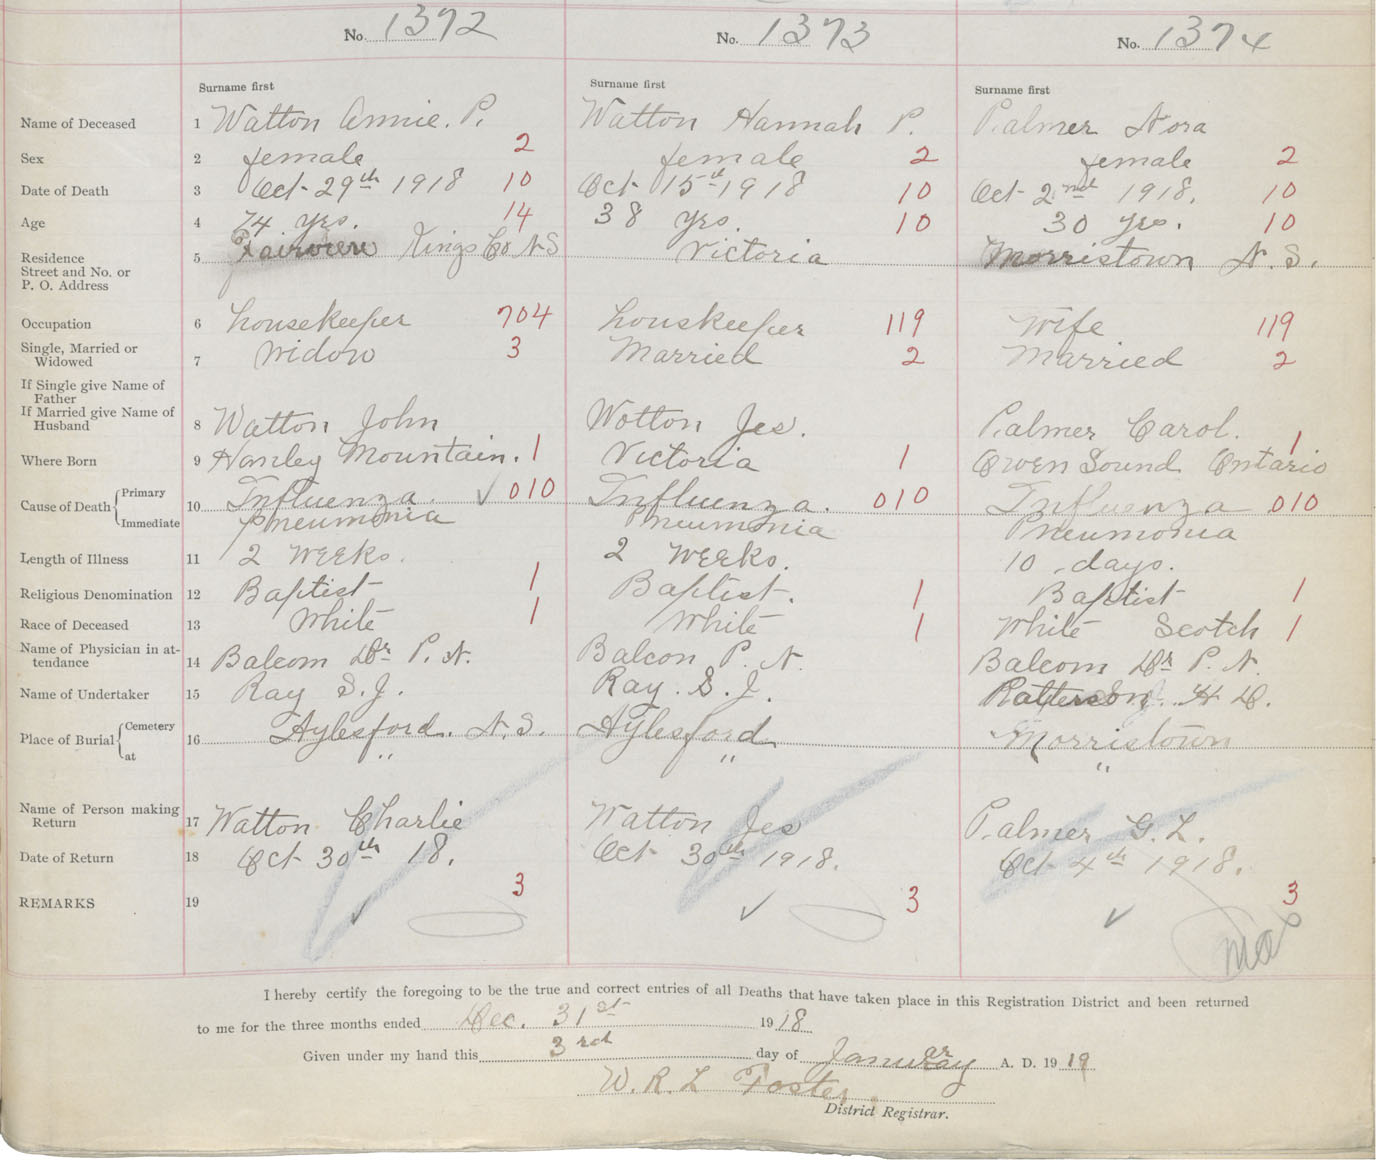 No. 1372 No. 1373 No. 1374
Surname first Surname first Surname first
Name of Deceased 1 Watton Annie. P. Watton Hannah P. Palmer Nora
Sex 2 female 2 female 2 female 2
Date of Death 3 Oct 29th 1918 10 Oct 15th 1918 10 Oct 2nd 1918. 10
Age 4 74 yrs. 14 38 yrs. 10 30 yrs. 10
Residence
Street and No. or
P. O. Address
5 Kings Co N S Victoria Morristown N. S.
Occupation 6 housekeeper 704 houskeeper 119 Wife 119
Single, Married or
Widowed 7 Widow 3 Married 2 Married 2
If Single give Name of
Father
If Married give Name of
Husband 8 Watton John Wotton Jes. Palmer Carol.
Where Born 9 Hanley Mountain. 1 Victoria 1 Owen Sound Ontario 1
Cause of Death { Primary 10 Influenza. ✓ 010 Influenza. 010 Influenza 010
Immediate Pneumonia Pneumonia Pneumonia
Length of Illness 11 2 weeks. 2 weeks. 10 days.
Religious Denomination 12 Baptist 1 Baptist. 1 Baptist 1
Race of Deceased 13 White 1 White 1 White Scotch 1
Name of Physician in at-
tendance 14 Balcom Dr P. N. Balcon P. N. Balcom Dr P. N.
Name of Undertaker 15 Ray S. J. Ray. S. J.
Place of Burial { Cemetery 16 Aylesford. N. S. Aylesford Morristown
at " " "
Name of Person making
Return 17 Watton Charlie Watton Jes Palmer G. L.
Date of Return 18 Oct 30th 18. Oct 30th 1918. Oct 4th 1918.
REMARKS 19 3 ✓ 3 ✓ 3 ✓
I hereby certify the foregoing to be the true and correct entries of all Deaths that have taken place in this Registration District and been returned
to me for the three months ended Dec. 31st 1918
Given under my hand this 3rd day of January A. D. 1919
W. R. L Foster.
District Registrar.